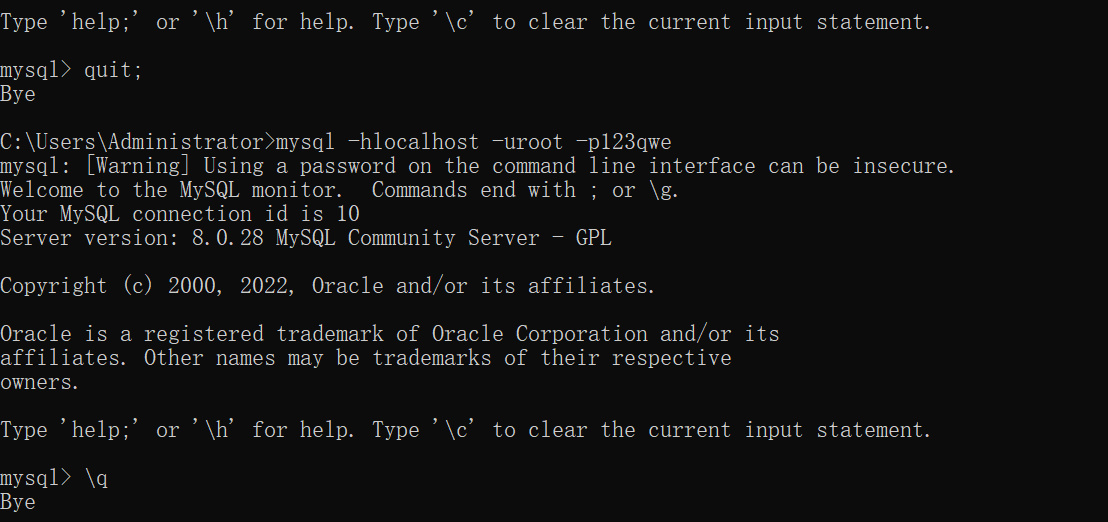 Type 'help;' or '\h' for help. Type '\c' to clear the current input statement.
mysql> quit;
Bye
C:\Users\Administrator>mysql -hlocalhost -uroot -p123qwe
mysql: [Warning] Using a password on the command line interface can be insecure.
Welcome to the MySQL monitor.  Commands end with ; or \g.
Your MySQL connection id is 10
Server version: 8.0.28 MySQL Community Server - GPL
Copyright (c) 2000, 2022, Oracle and/or its affiliates.
Oracle is a registered trademark of Oracle Corporation and/or its
affiliates. Other names may be trademarks of their respective
owners.
Type 'help;' or '\h' for help. Type '\c' to clear the current input statement.
mysql> \q
Bye